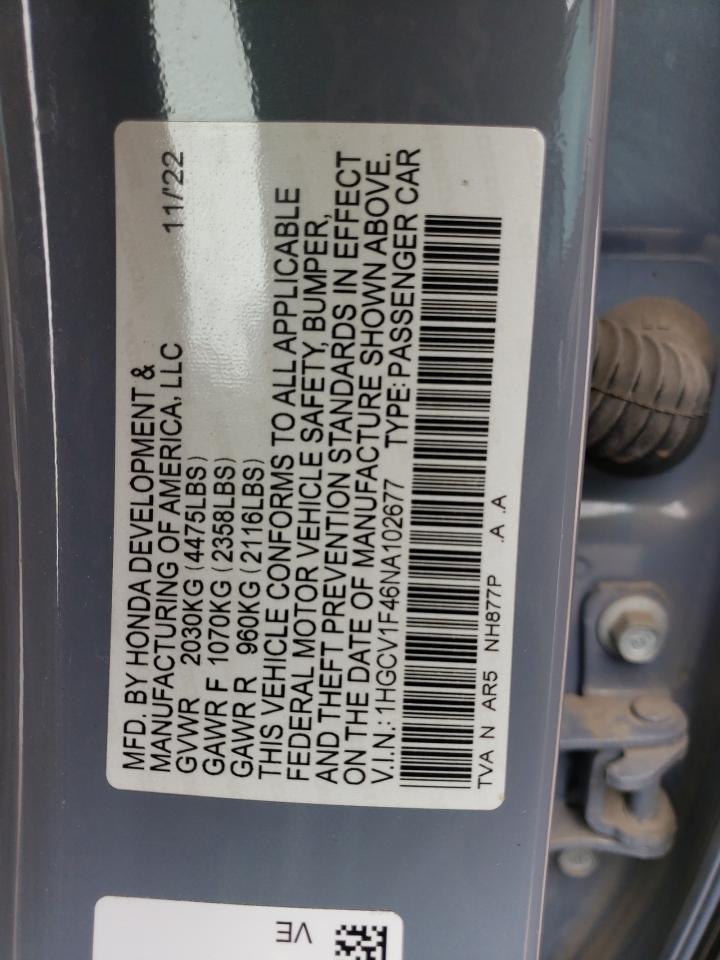 MFD. BY HONDA DEVELOPMENT &
MANUFACTURING OF AMERICA, LLC 11/'22
GVWR 2030KG (4475LBS)
GAWR F 1070KG (2358LBS)
GAWR R 960KG (2116LBS)
THIS VEHICLE CONFORMS TO ALL APPLICABLE
FEDERAL MOTOR VEHICLE SAFETY, BUMPER,
AND THEFT PREVENTION STANDARDS IN EFFECT
ON THE DATE OF MANUFACTURE SHOWN ABOVE.
V.I.N.: 1HGCV1F46NA102677 TYPE: PASSENGER CAR
TVA N AR5 NH877P .A .A
VE